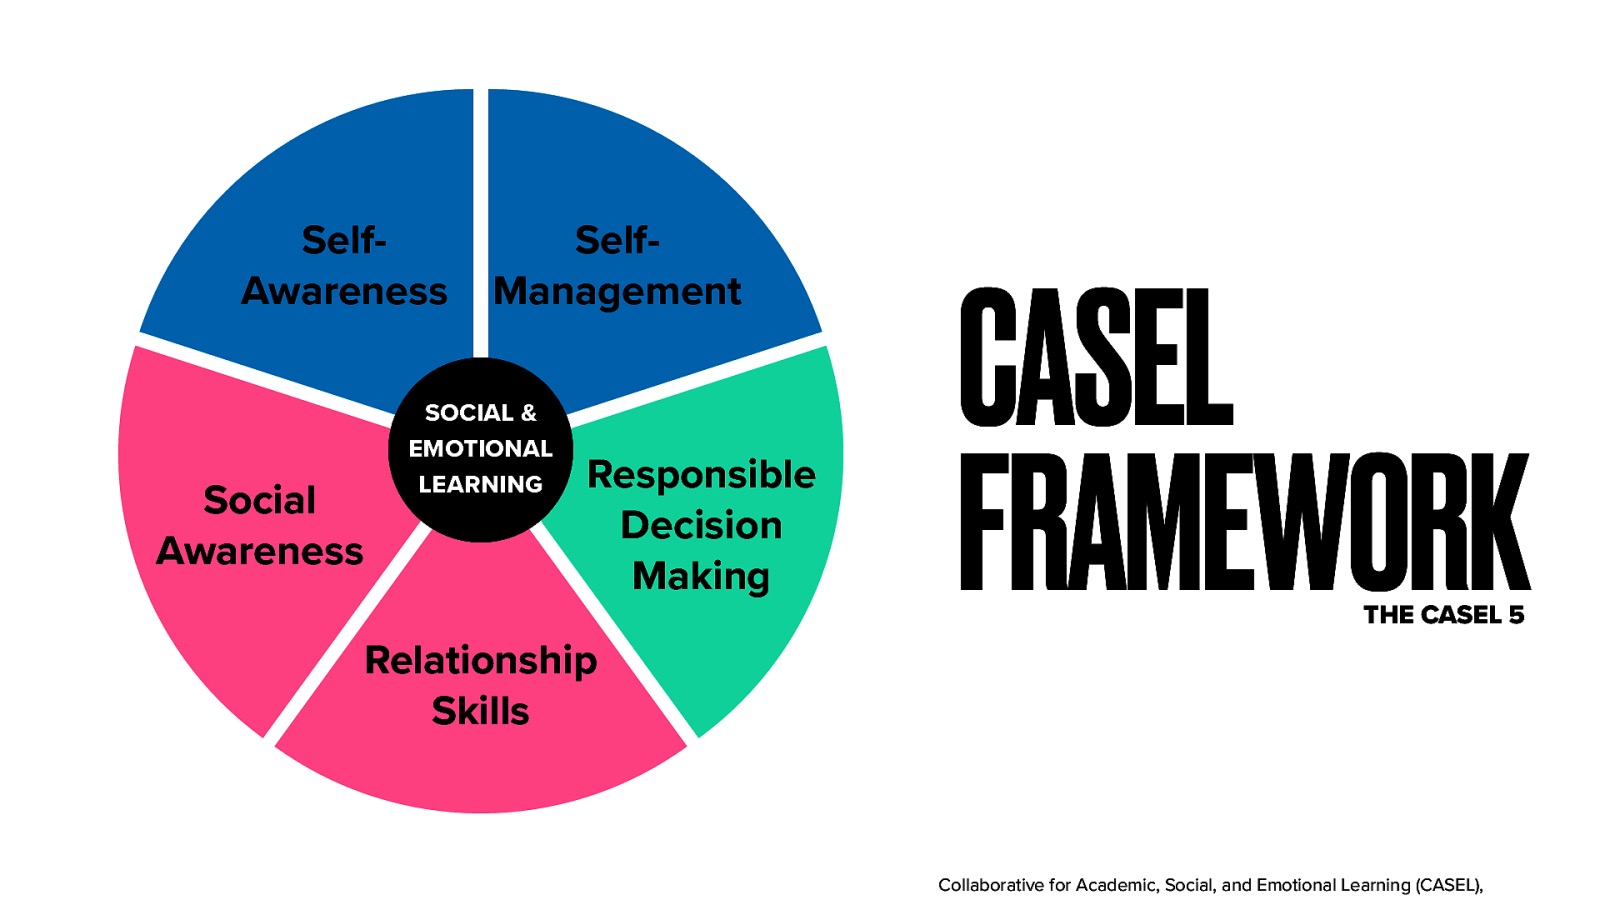 Self-
Awareness
Self-
Management
SOCIAL &
EMOTIONAL
LEARNING
Social
Awareness
Responsible
Decision
Making
Relationship
Skills
CASEL
FRAMEWORK
THE CASEL 5
Collaborative for Academic, Social, and Emotional Learning (CASEL),